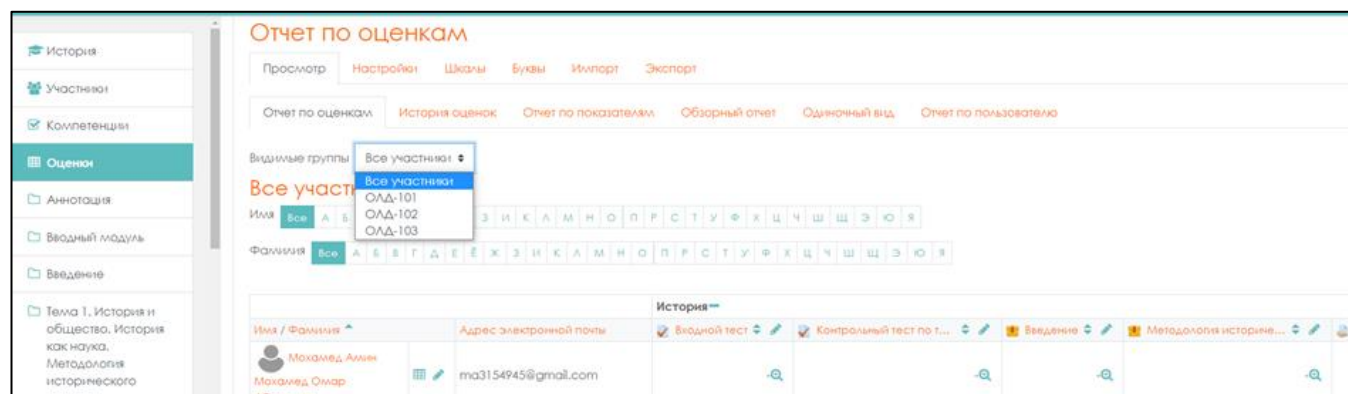 История
Участники
Компетенции
Оценки
Аннотация
Вводный модуль
Введение
Тема 1. История и
общество. История
как наука.
Методология
исторического
Отчет по оценкам
Просмотр Настройки Шкалы Буквы Импорт Экспорт
Отчет по оценкам История оценок Отчет по показателям Обзорный отчет Одиночный вид Отчет по пользователю
Видимые группы Все участники
Все участники
ОЛД-101
ОЛД-102
ОЛД-103
Все участ
Имя Все А Б З И К Л М Н О П Р С Т У Ф Х Ц Ч Ш Щ Э Ю Я
Фамилия Все А Б В Г Д Е Ё Ж З И К Л М Н О П Р С Т У Ф Х Ц Ч Ш Щ Э Ю Я
История
Имя / Фамилия Адрес электронной почты Входной тест Контрольный тест по т... Введение Методология историче...
Мохамед Амин
Мохамед Омар
ma3154945@gmail.com - - - -